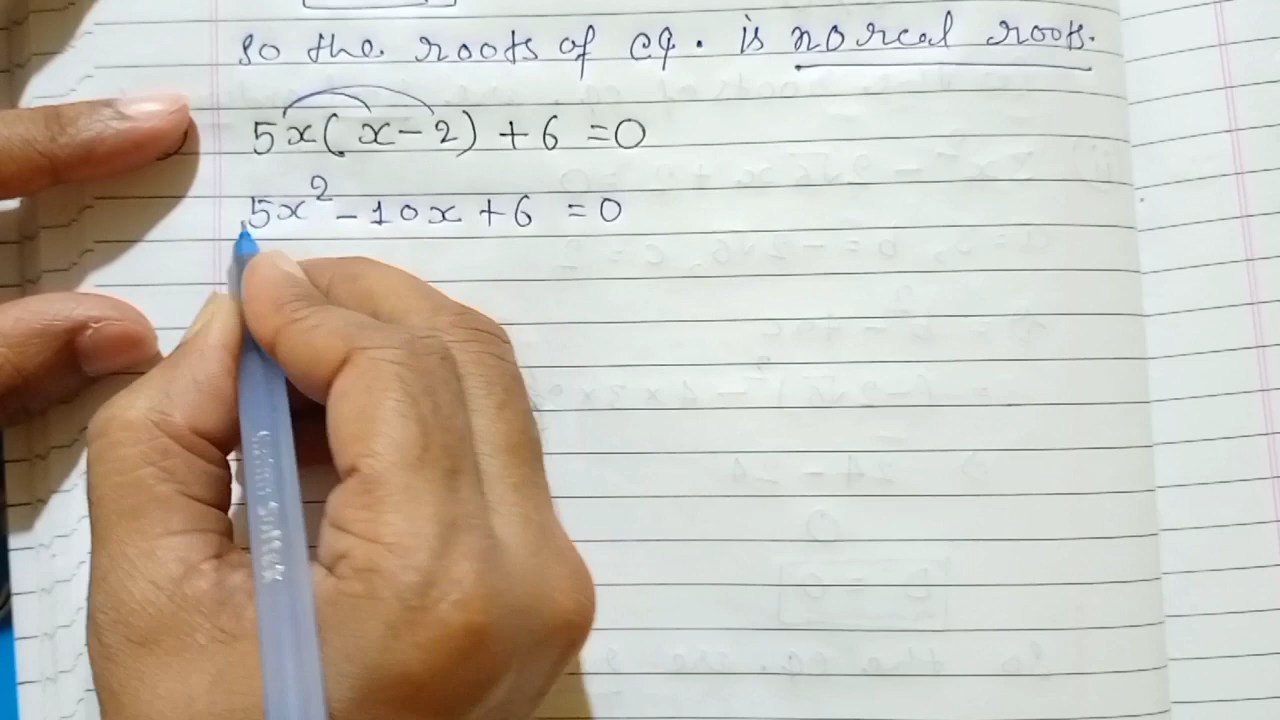 so the roots of eq. is no real roots.
5x(x-2) + 6 = 0
5x² - 10x + 6 = 0